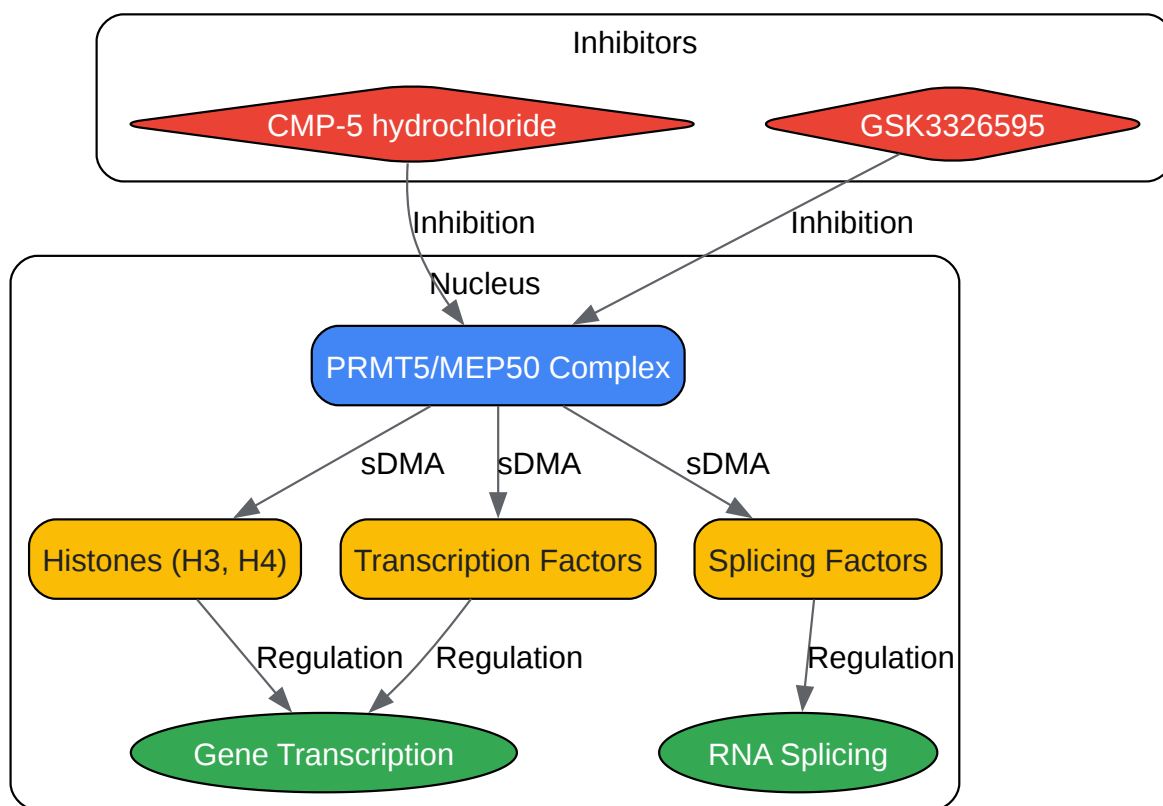 Inhibitors
CMP-5 hydrochloride
GSK3326595
Inhibition
Inhibition
Nucleus
PRMT5/MEP50 Complex
sDMA
sDMA
sDMA
Histones (H3, H4)
Transcription Factors
Splicing Factors
Regulation
Regulation
Regulation
Gene Transcription
RNA Splicing